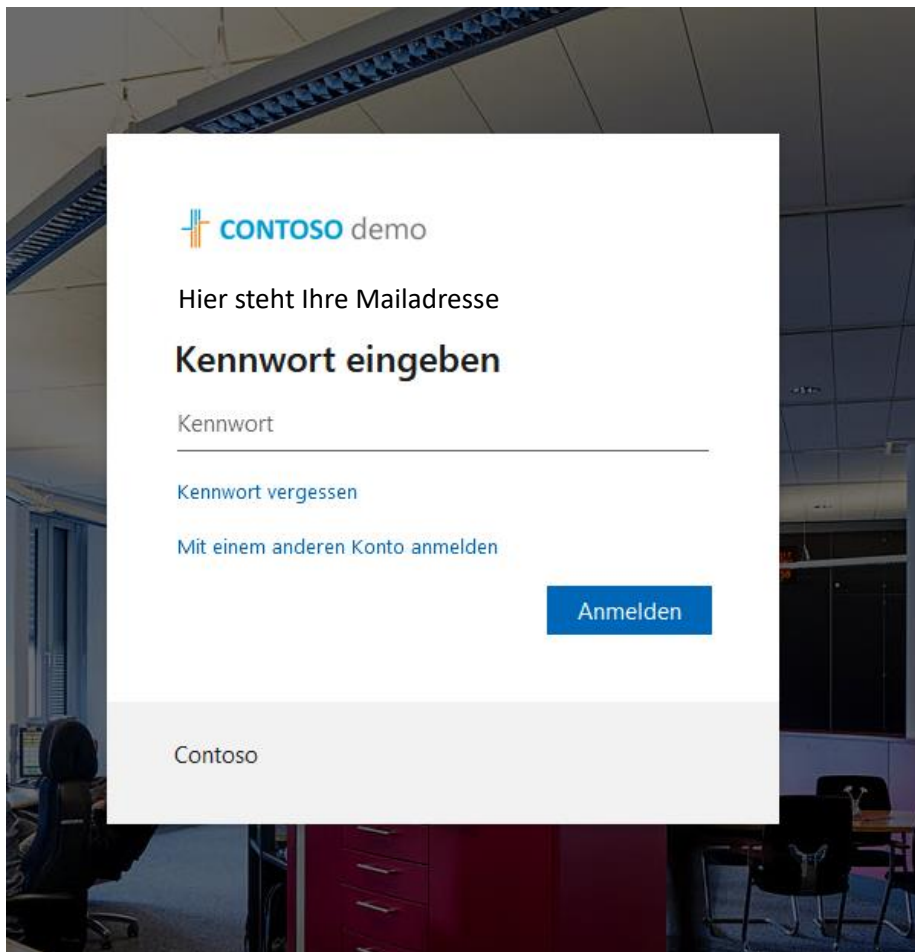 CONTOSO demo
Hier steht Ihre Mailadresse
Kennwort eingeben
Kennwort
Kennwort vergessen
Mit einem anderen Konto anmelden
Anmelden
Contoso